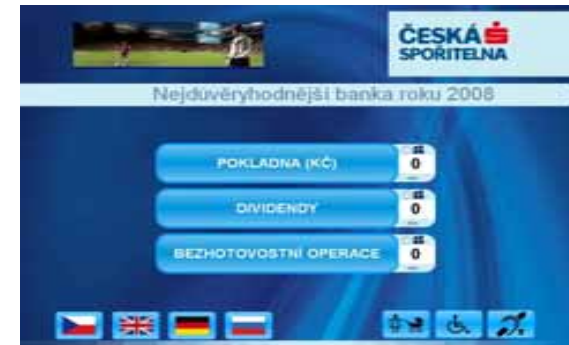 ČESKÁ
SPOŘITELNA
Nejdůvěryhodnější banka roku 2008
POKLADNA (KČ)
0
DIVIDENDY
0
BEZHOTOVOSTNÍ OPERACE
0